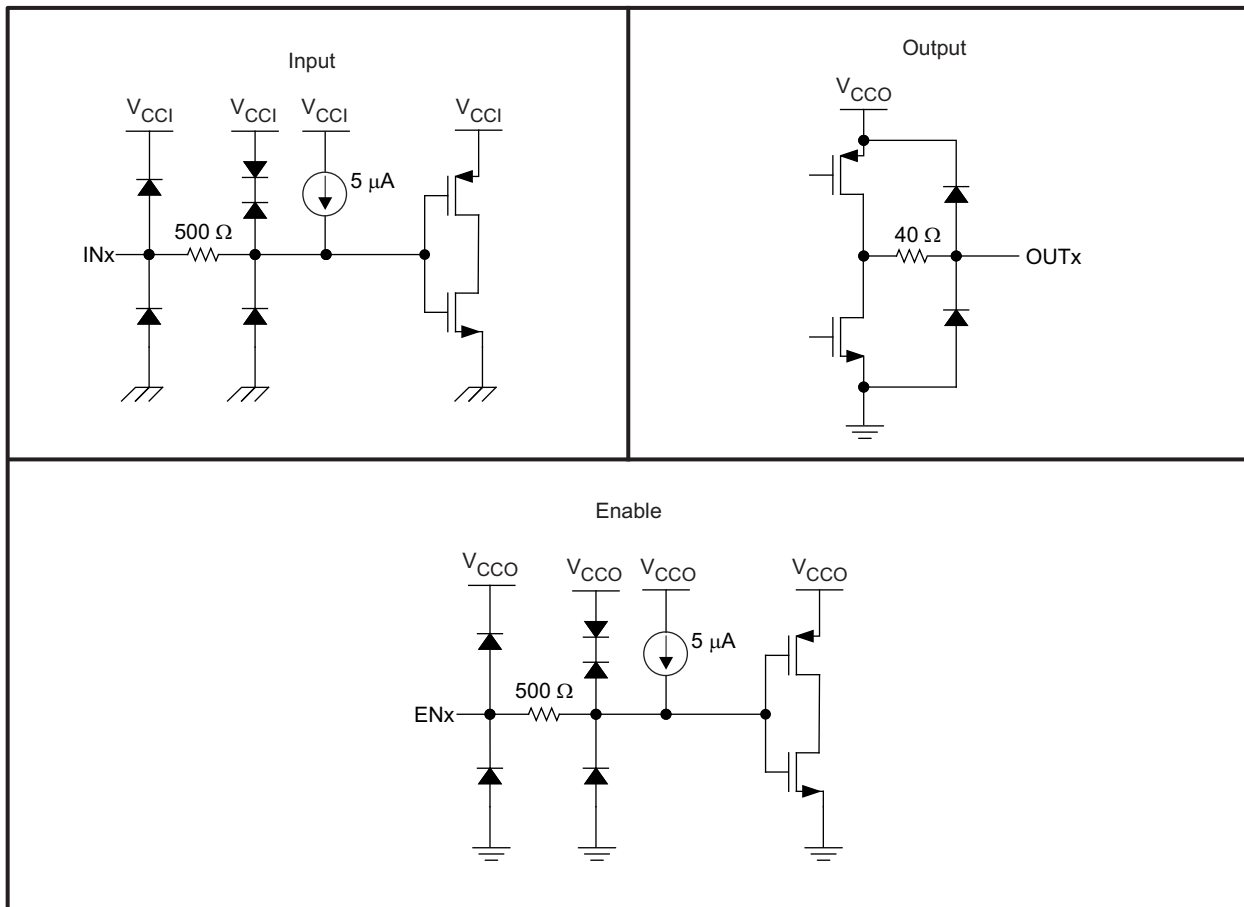 Input
V_CCI V_CCI V_CCI V_CCI
5 μA
500 Ω
INx
Output
V_CCO
40 Ω
OUTx
Enable
V_CCO V_CCO V_CCO V_CCO
5 μA
500 Ω
ENx